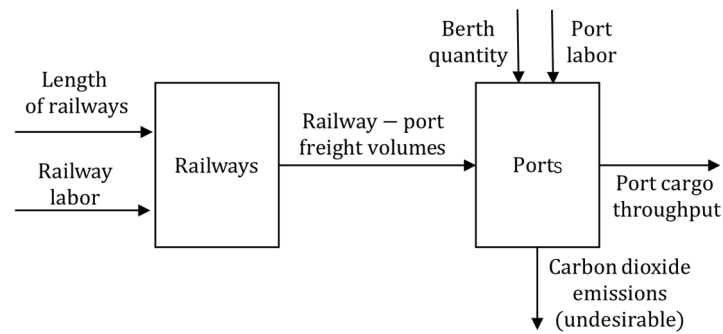 Berth
quantity
Port
labor
Length
of railways
Railways
Railway
labor
Railway − port
freight volumes
Ports
Port cargo
throughput
Carbon dioxide
emissions
(undesirable)